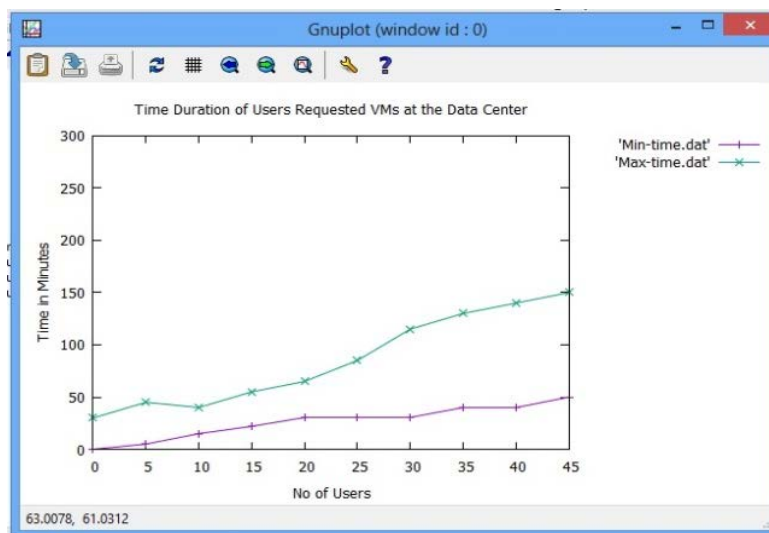 Gnuplot (window id : 0)
Time Duration of Users Requested VMs at the Data Center
'Min-time.dat'
'Max-time.dat'
300
250
200
150
100
50
0
Time in Minutes
0 5 10 15 20 25 30 35 40 45
No of Users
63.0078, 61.0312